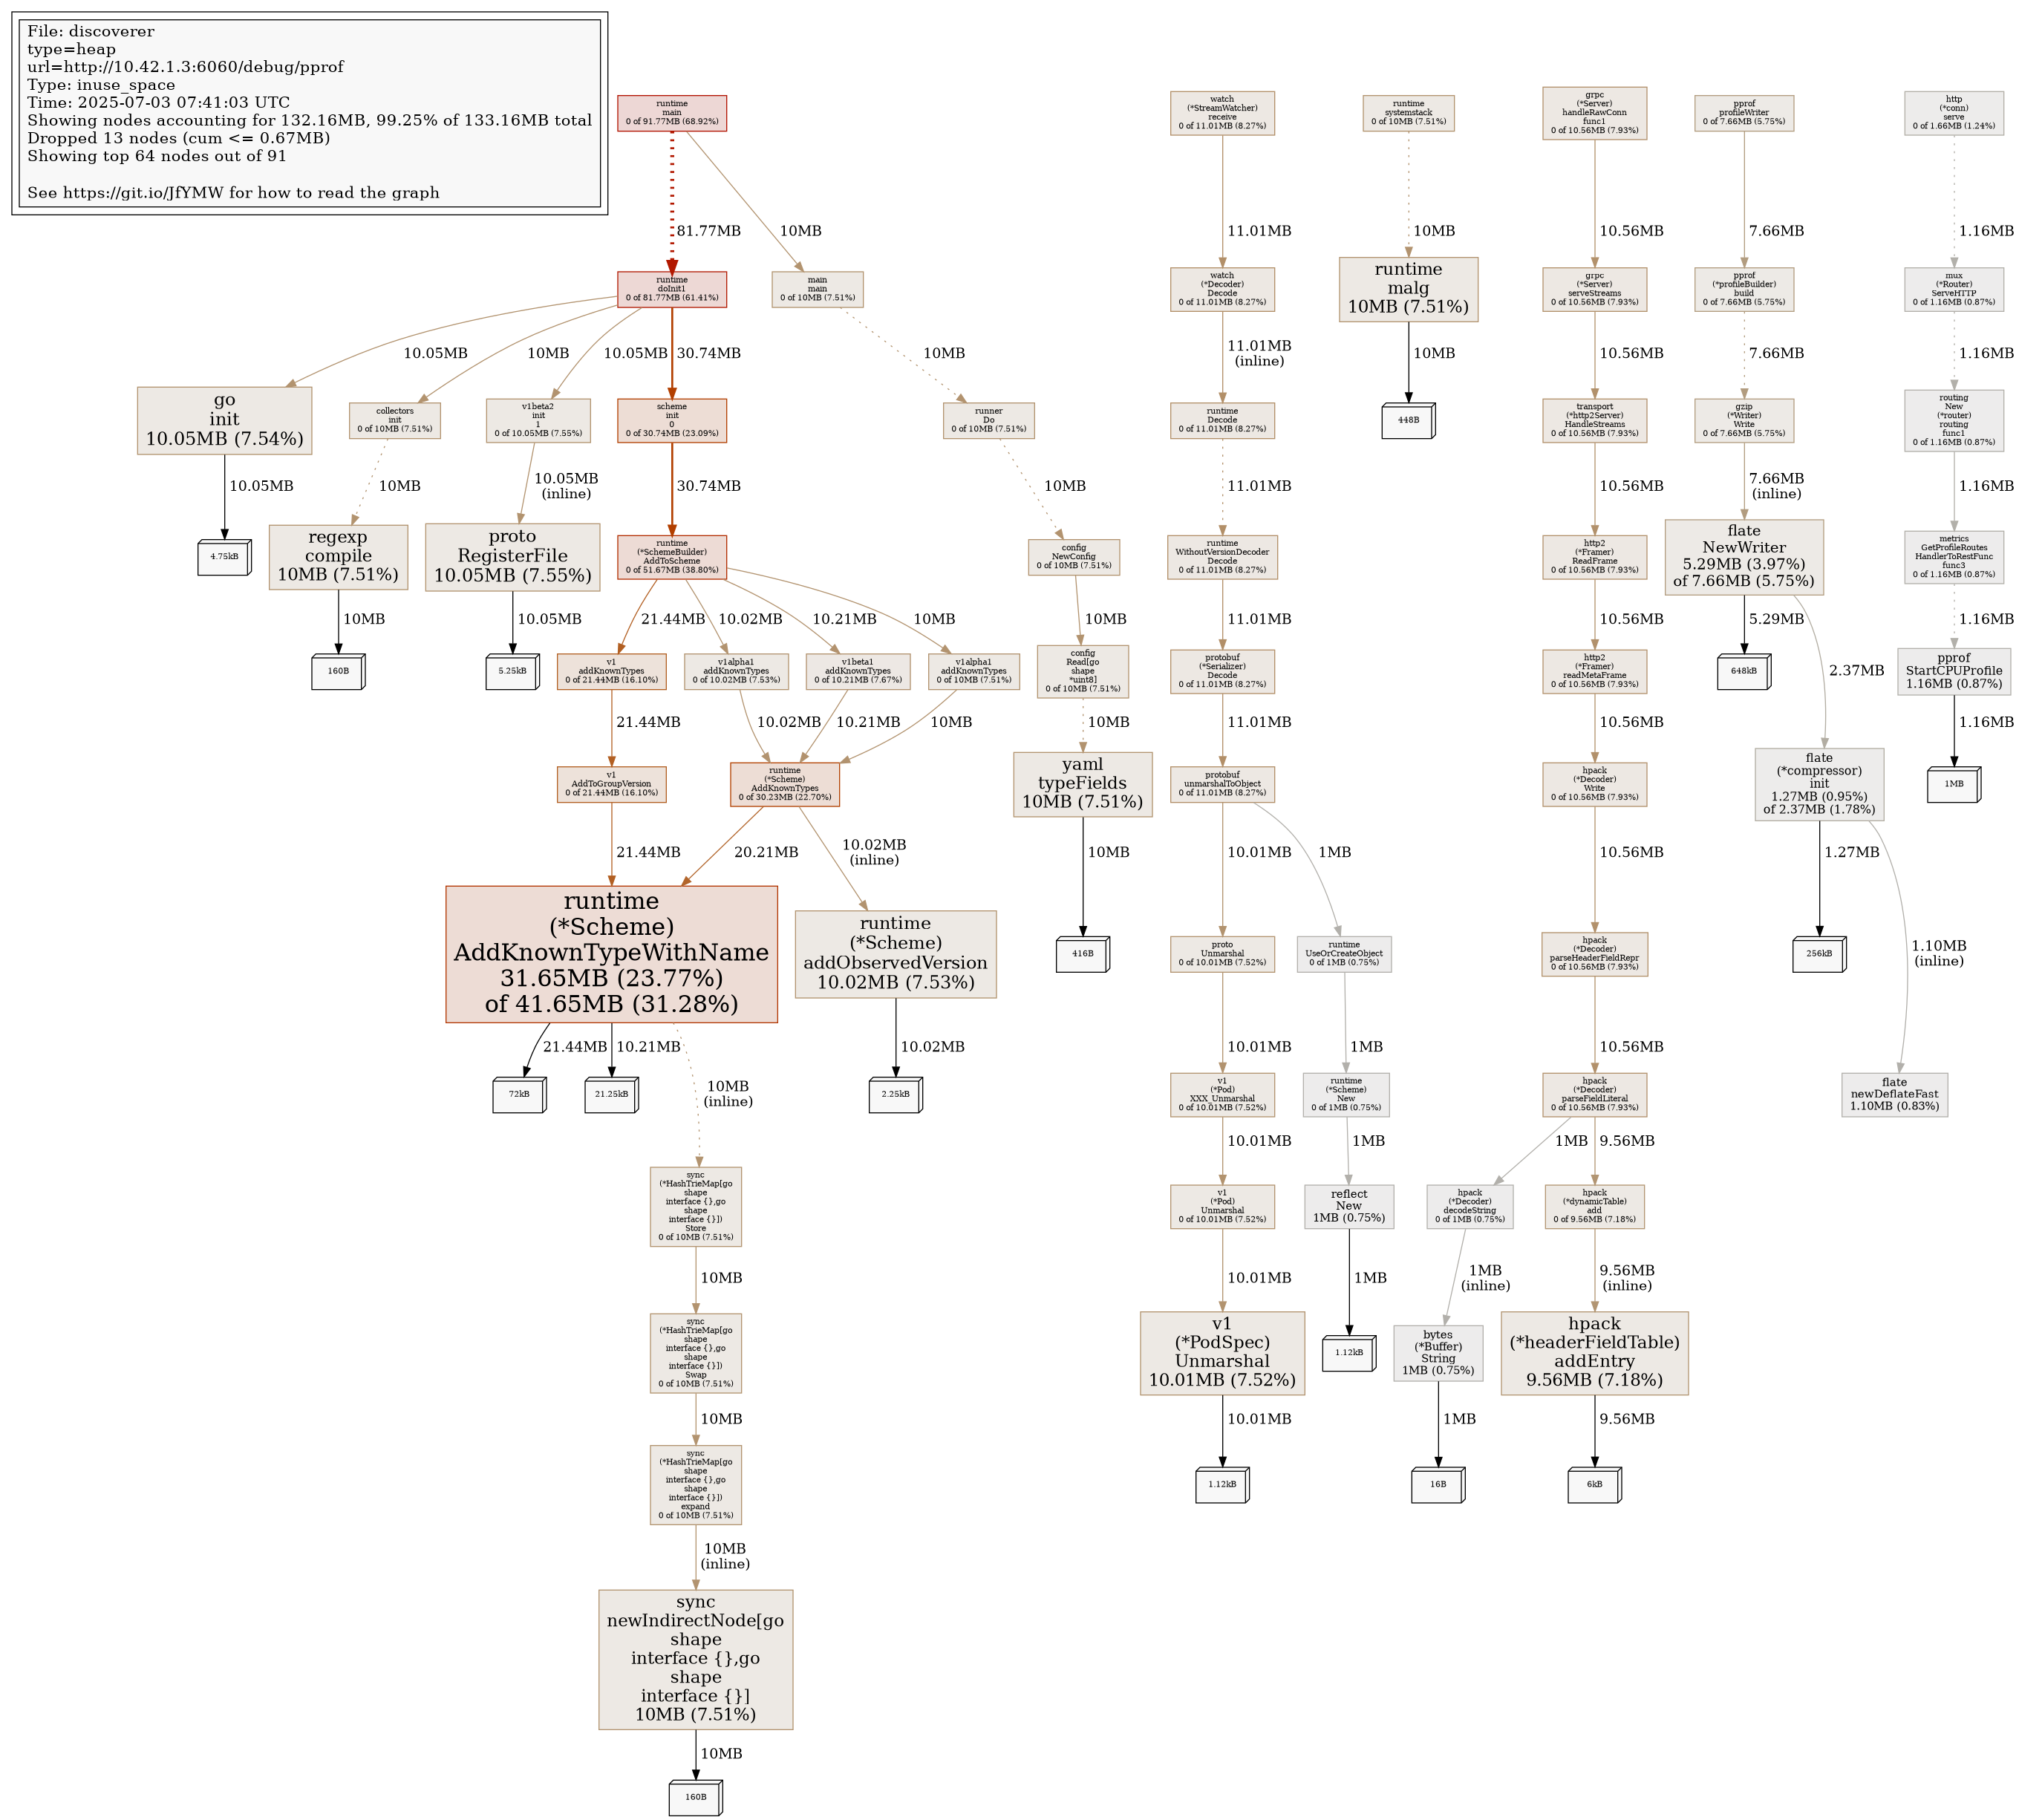 File: discoverer
type=heap
url=http://10.42.1.3:6060/debug/pprof
Type: inuse_space
Time: 2025-07-03 07:41:03 UTC
Showing nodes accounting for 132.16MB, 99.25% of 133.16MB total
Dropped 13 nodes (cum <= 0.67MB)
Showing top 64 nodes out of 91
See https://git.io/JfYMW for how to read the graph
runtime
main
0 of 91.77MB (68.92%)
81.77MB
10MB
runtime
doInit1
0 of 81.77MB (61.41%)
main
main
0 of 10MB (7.51%)
10.05MB
10MB
10.05MB
30.74MB
10MB
go
init
10.05MB (7.54%)
collectors
init
0 of 10MB (7.51%)
v1beta2
init
1
0 of 10.05MB (7.55%)
scheme
init
0
0 of 30.74MB (23.09%)
runner
Do
0 of 10MB (7.51%)
10.05MB
10MB
10.05MB
(inline)
30.74MB
10MB
4.75kB
regexp
compile
10MB (7.51%)
proto
RegisterFile
10.05MB (7.55%)
runtime
(*SchemeBuilder)
AddToScheme
0 of 51.67MB (38.80%)
config
NewConfig
0 of 10MB (7.51%)
10MB
10.05MB
21.44MB
10.02MB
10.21MB
10MB
10MB
160B
5.25kB
v1
addKnownTypes
0 of 21.44MB (16.10%)
v1alpha1
addKnownTypes
0 of 10.02MB (7.53%)
v1beta1
addKnownTypes
0 of 10.21MB (7.67%)
v1alpha1
addKnownTypes
0 of 10MB (7.51%)
config
Read[go
shape
*uint8]
0 of 10MB (7.51%)
21.44MB
10.02MB
10.21MB
10MB
10MB
v1
AddToGroupVersion
0 of 21.44MB (16.10%)
runtime
(*Scheme)
AddKnownTypes
0 of 30.23MB (22.70%)
yaml
typeFields
10MB (7.51%)
21.44MB
20.21MB
10.02MB
(inline)
10MB
runtime
(*Scheme)
AddKnownTypeWithName
31.65MB (23.77%)
of 41.65MB (31.28%)
runtime
(*Scheme)
addObservedVersion
10.02MB (7.53%)
416B
21.44MB
10.21MB
10MB
(inline)
10.02MB
72kB
21.25kB
2.25kB
sync
(*HashTrieMap[go
shape
interface {},go
shape
interface {}])
Store
0 of 10MB (7.51%)
10MB
sync
(*HashTrieMap[go
shape
interface {},go
shape
interface {}])
Swap
0 of 10MB (7.51%)
10MB
sync
(*HashTrieMap[go
shape
interface {},go
shape
interface {}])
expand
0 of 10MB (7.51%)
10MB
(inline)
sync
newIndirectNode[go
shape
interface {},go
shape
interface {}]
10MB (7.51%)
10MB
160B
watch
(*StreamWatcher)
receive
0 of 11.01MB (8.27%)
11.01MB
watch
(*Decoder)
Decode
0 of 11.01MB (8.27%)
11.01MB
(inline)
runtime
Decode
0 of 11.01MB (8.27%)
11.01MB
runtime
WithoutVersionDecoder
Decode
0 of 11.01MB (8.27%)
11.01MB
protobuf
(*Serializer)
Decode
0 of 11.01MB (8.27%)
11.01MB
protobuf
unmarshalToObject
0 of 11.01MB (8.27%)
10.01MB
1MB
proto
Unmarshal
0 of 10.01MB (7.52%)
runtime
UseOrCreateObject
0 of 1MB (0.75%)
10.01MB
1MB
v1
(*Pod)
XXX_Unmarshal
0 of 10.01MB (7.52%)
runtime
(*Scheme)
New
0 of 1MB (0.75%)
10.01MB
1MB
v1
(*Pod)
Unmarshal
0 of 10.01MB (7.52%)
reflect
New
1MB (0.75%)
10.01MB
1MB
v1
(*PodSpec)
Unmarshal
10.01MB (7.52%)
1.12kB
10.01MB
1.12kB
runtime
systemstack
0 of 10MB (7.51%)
10MB
runtime
malg
10MB (7.51%)
10MB
448B
grpc
(*Server)
handleRawConn
func1
0 of 10.56MB (7.93%)
10.56MB
grpc
(*Server)
serveStreams
0 of 10.56MB (7.93%)
10.56MB
transport
(*http2Server)
HandleStreams
0 of 10.56MB (7.93%)
10.56MB
http2
(*Framer)
ReadFrame
0 of 10.56MB (7.93%)
10.56MB
http2
(*Framer)
readMetaFrame
0 of 10.56MB (7.93%)
10.56MB
hpack
(*Decoder)
Write
0 of 10.56MB (7.93%)
10.56MB
hpack
(*Decoder)
parseHeaderFieldRepr
0 of 10.56MB (7.93%)
10.56MB
hpack
(*Decoder)
parseFieldLiteral
0 of 10.56MB (7.93%)
1MB
9.56MB
hpack
(*Decoder)
decodeString
0 of 1MB (0.75%)
hpack
(*dynamicTable)
add
0 of 9.56MB (7.18%)
1MB
(inline)
9.56MB
(inline)
bytes
(*Buffer)
String
1MB (0.75%)
hpack
(*headerFieldTable)
addEntry
9.56MB (7.18%)
1MB
9.56MB
16B
6kB
pprof
profileWriter
0 of 7.66MB (5.75%)
7.66MB
pprof
(*profileBuilder)
build
0 of 7.66MB (5.75%)
7.66MB
gzip
(*Writer)
Write
0 of 7.66MB (5.75%)
7.66MB
(inline)
flate
NewWriter
5.29MB (3.97%)
of 7.66MB (5.75%)
5.29MB
2.37MB
648kB
flate
(*compressor)
init
1.27MB (0.95%)
of 2.37MB (1.78%)
1.27MB
1.10MB
(inline)
256kB
flate
newDeflateFast
1.10MB (0.83%)
http
(*conn)
serve
0 of 1.66MB (1.24%)
1.16MB
mux
(*Router)
ServeHTTP
0 of 1.16MB (0.87%)
1.16MB
routing
New
(*router)
routing
func1
0 of 1.16MB (0.87%)
1.16MB
metrics
GetProfileRoutes
HandlerToRestFunc
func3
0 of 1.16MB (0.87%)
1.16MB
pprof
StartCPUProfile
1.16MB (0.87%)
1.16MB
1MB